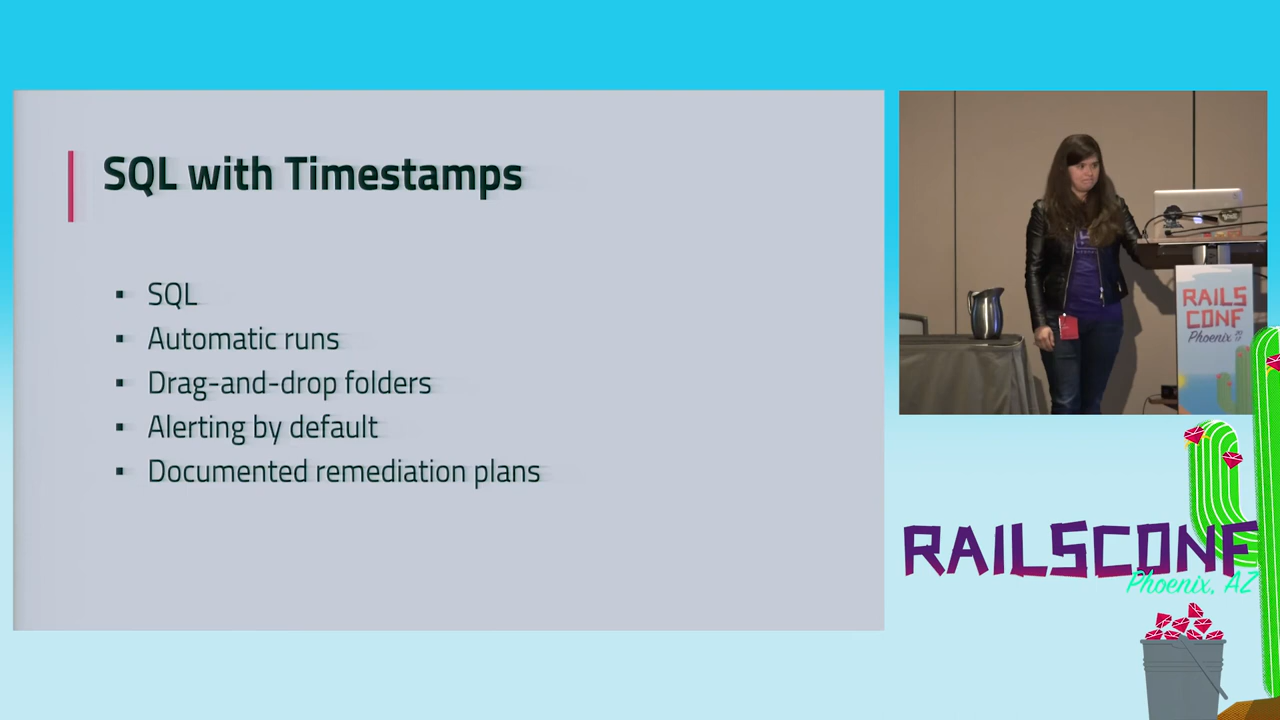 SQL with Timestamps
▪ SQL
▪ Automatic runs
▪ Drag-and-drop folders
▪ Alerting by default
▪ Documented remediation plans
RAILS
CONF
Phoenix
RAILSCONF
Phoenix, AZ